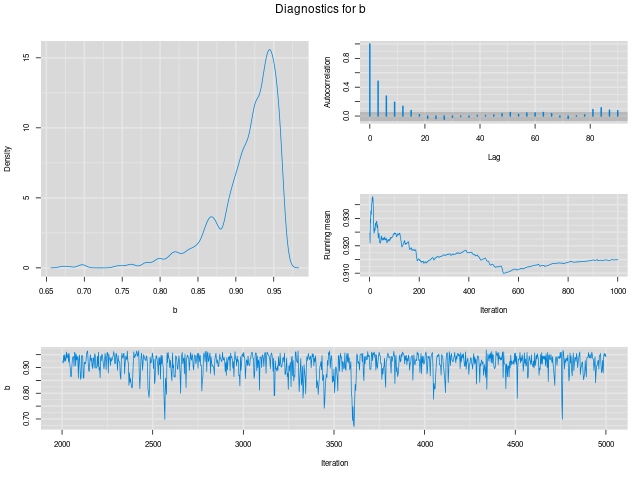 Diagnostics for b
Density
15
10
5
0
0.65 0.70 0.75 0.80 0.85 0.90 0.95
b
Autocorrelation
0.8
0.4
0.0
0 20 40 60 80
Lag
Running mean
0.930
0.920
0.910
0 200 400 600 800 1000
Iteration
b
0.90
0.80
0.70
2000 2500 3000 3500 4000 4500 5000
Iteration